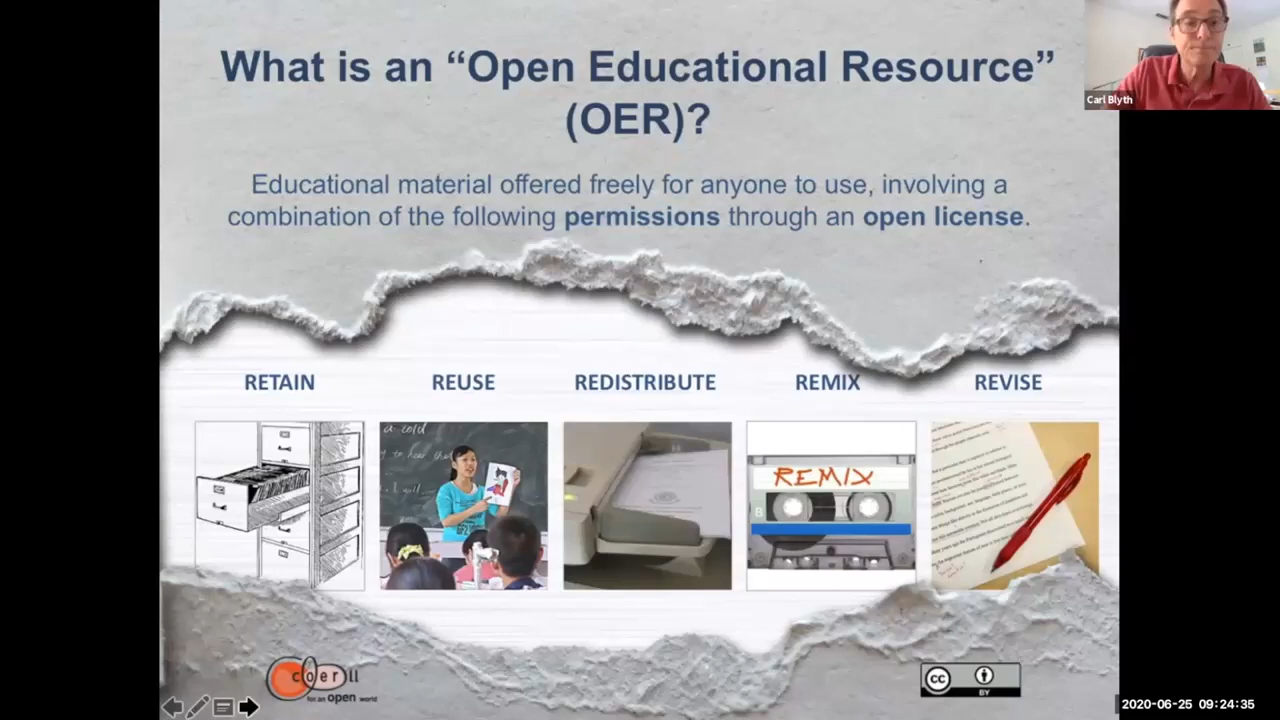 What is an “Open Educational Resource”
(OER)?
Carl Blyth
Educational material offered freely for anyone to use, involving a
combination of the following permissions through an open license.
RETAIN
REUSE
REDISTRIBUTE
REMIX
REVISE
REMIX
coerll
for an open world
cc
BY
2020-06-25 09:24:35